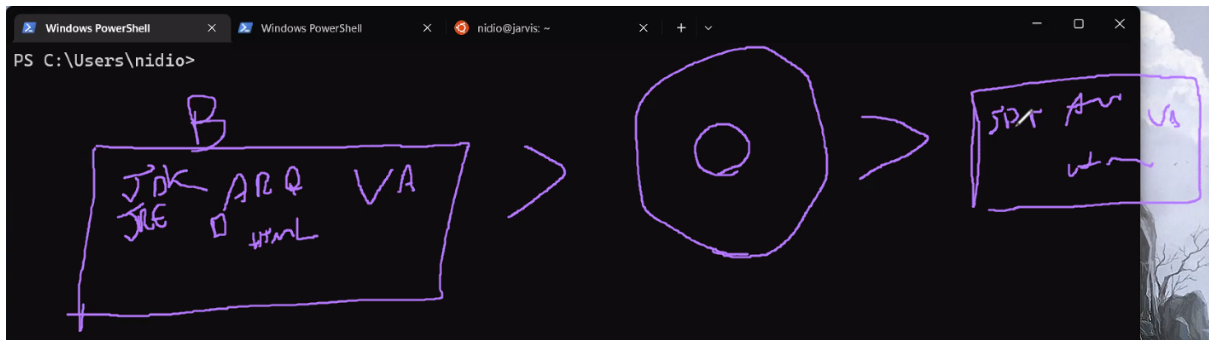 Windows PowerShell
Windows PowerShell
nidio@jarvis: ~
PS C:\Users\nidio>
B
JDK ARQ VA
JRE HTML
VA